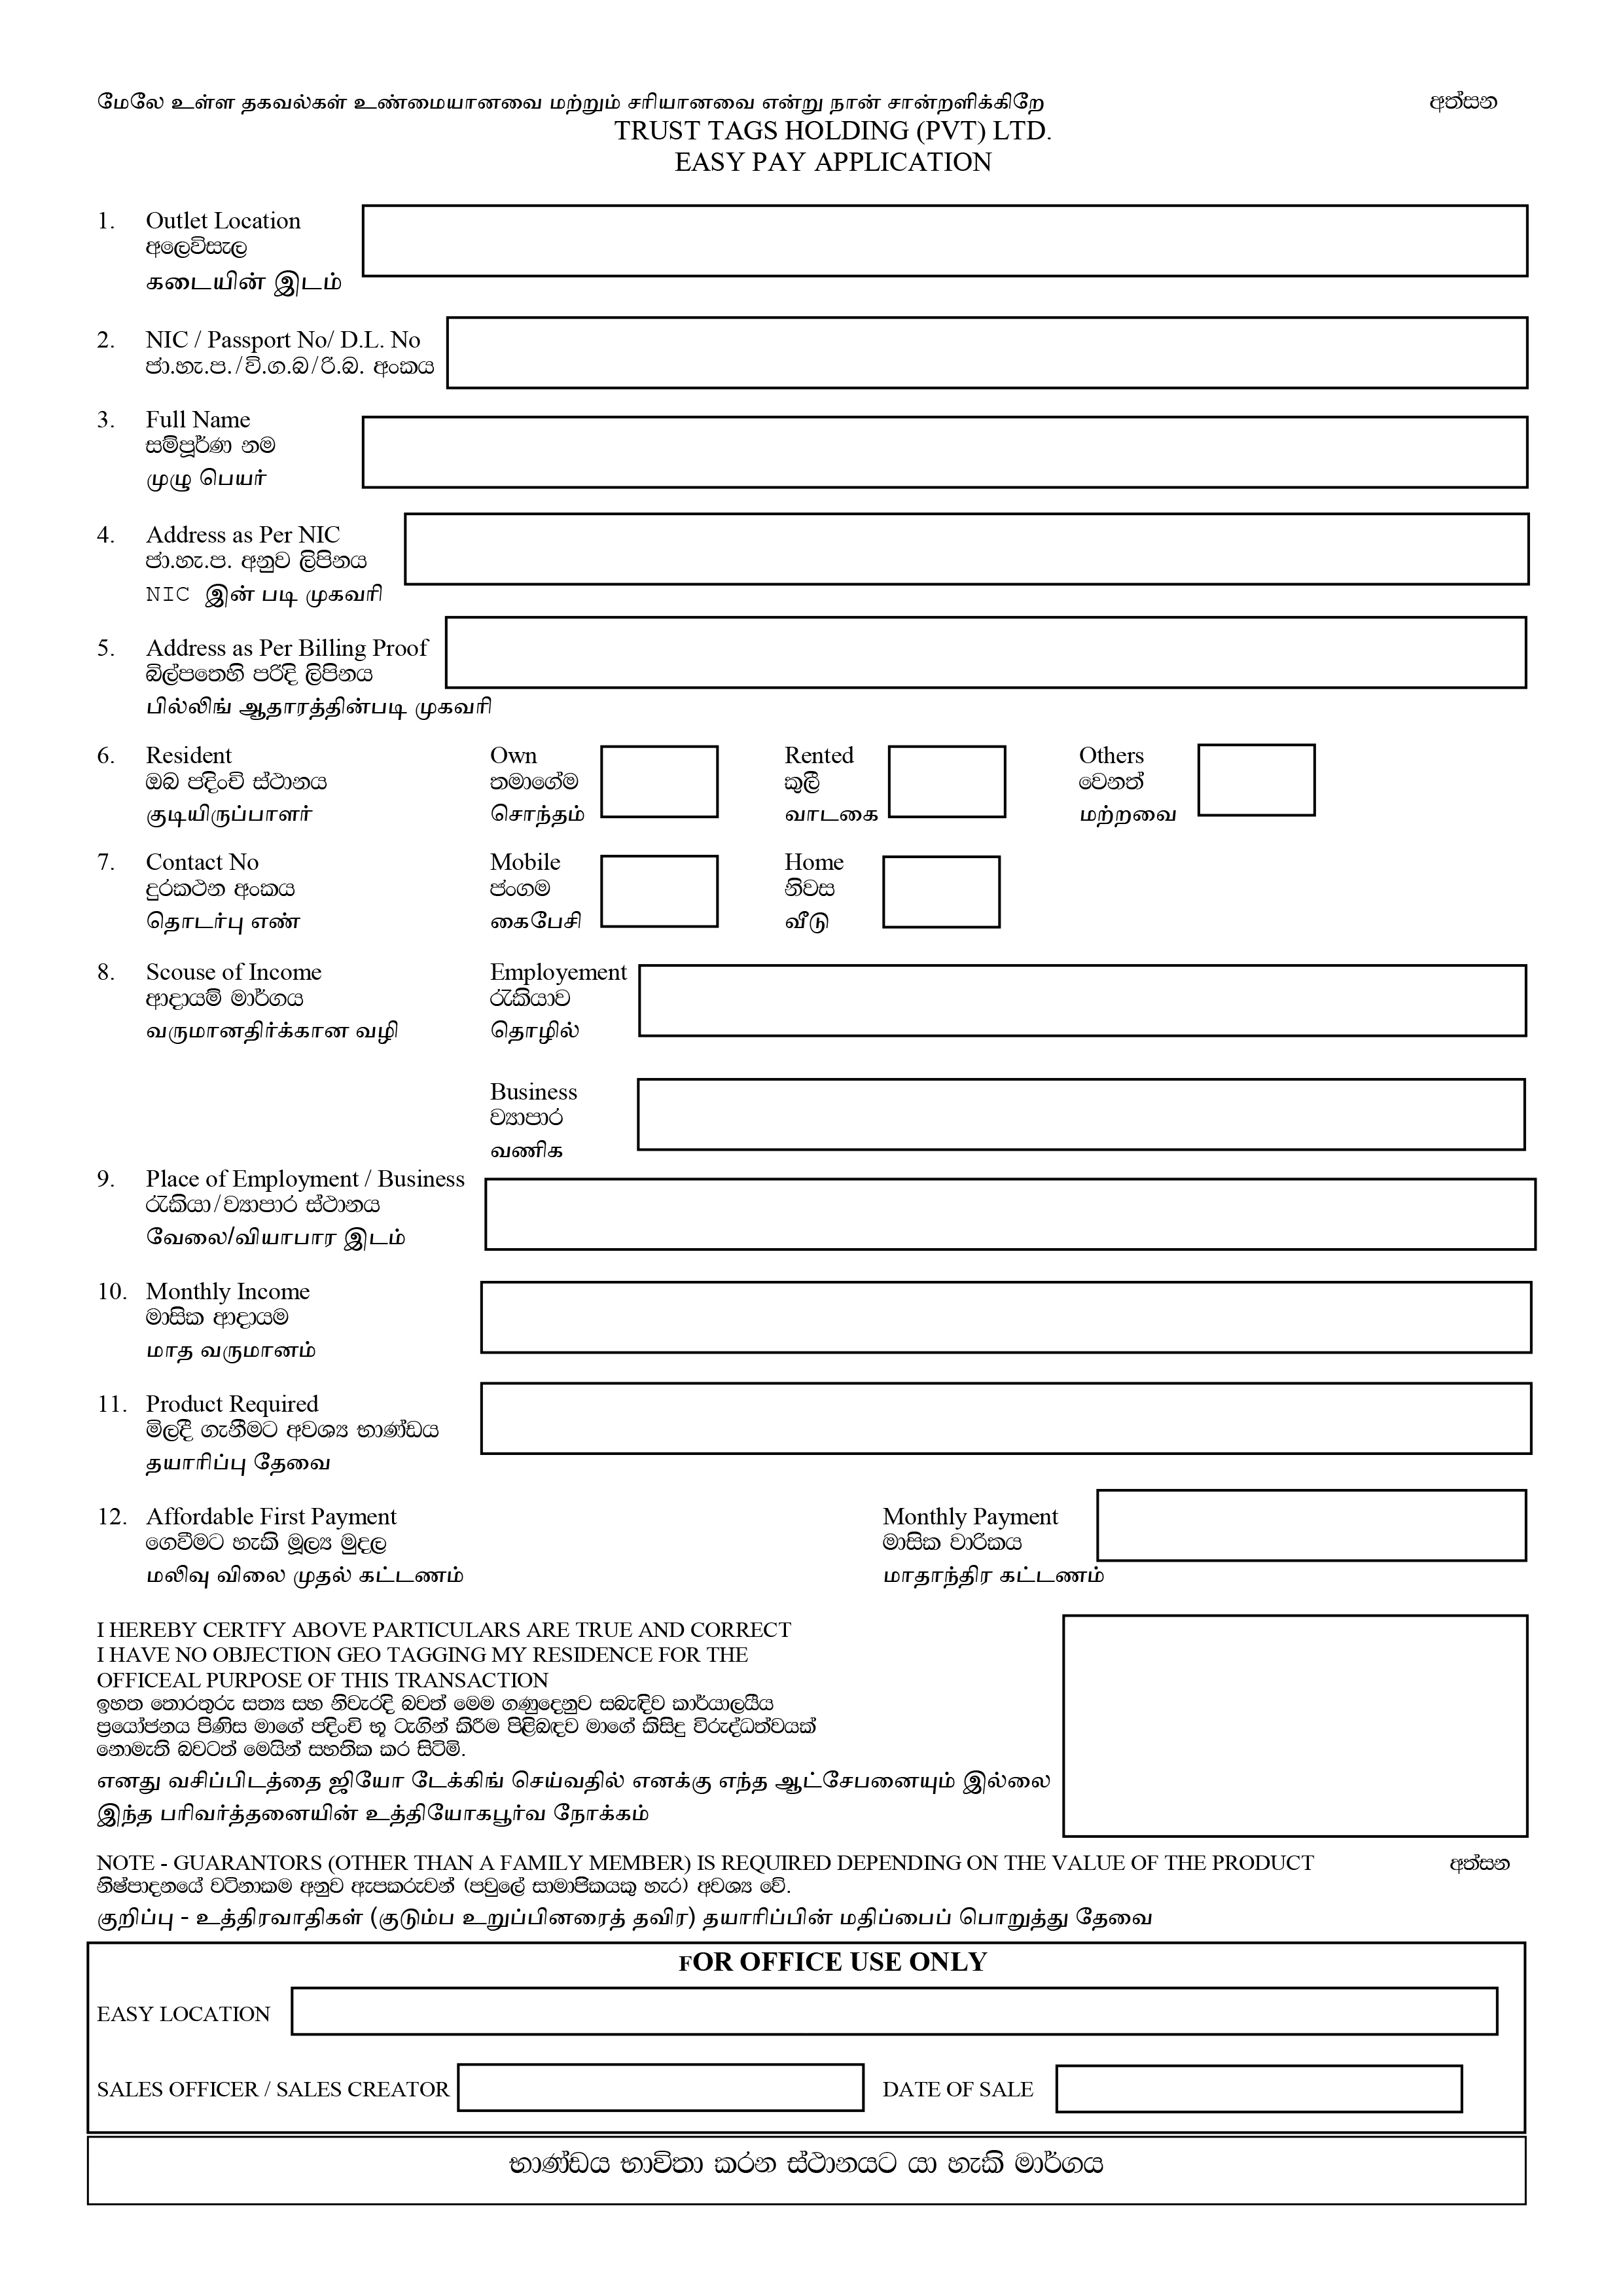 மேலே உள்ள தகவல்கள் உண்மையானவை மற்றும் சரியானவை என்று நான் சான்றளிக்கிறே අත්සන
TRUST TAGS HOLDING (PVT) LTD.
EASY PAY APPLICATION
1. Outlet Location
අලෙවිසැල
கடையின் இடம்
2. NIC / Passport No/ D.L. No
ජා.හැ.ප./වි.ග.බ/රි.බ. අංකය
3. Full Name
සම්පූර්ණ නම
முழு பெயர்
4. Address as Per NIC
ජා.හැ.ප. අනුව ලිපිනය
NIC இன் படி முகவரி
5. Address as Per Billing Proof
බිල්පතෙහි පරිදි ලිපිනය
பில்லிங் ஆதாரத்தின்படி முகவரி
6. Resident Own Rented Others
ඔබ පදිංචි ස්ථානය තමාගේම කුලී වෙනත්
குடியிருப்பாளர் சொந்தம் வாடகை மற்றவை
7. Contact No Mobile Home
දුරකථන අංකය ජංගම නිවස
தொடர்பு எண் கைபேசி வீடு
8. Scouse of Income Employement
ආදායම් මාර්ගය රැකියාව
வருமானதிர்க்கான வழி தொழில்
Business
ව්‍යාපාර
வணிக
9. Place of Employment / Business
රැකියා/ව්‍යාපාර ස්ථානය
வேலை/வியாபார இடம்
10. Monthly Income
මාසික ආදායම
மாத வருமானம்
11. Product Required
මිලදී ගැනීමට අවශ්‍ය භාණ්ඩය
தயாரிப்பு தேவை
12. Affordable First Payment Monthly Payment
ගෙවීමට හැකි මූල්‍ය මුදල මාසික වාරිකය
மலிவு விலை முதல் கட்டணம் மாதாந்திர கட்டணம்
I HEREBY CERTFY ABOVE PARTICULARS ARE TRUE AND CORRECT
I HAVE NO OBJECTION GEO TAGGING MY RESIDENCE FOR THE
OFFICEAL PURPOSE OF THIS TRANSACTION
ඉහත තොරතුරු සත්‍ය සහ නිවැරදි බවත් මෙම ගණුදෙනුව සබැඳිව කාර්යාලයීය
ප්‍රයෝජනය පිණිස මාගේ පදිංචි භූ ටැගින් කිරීම පිළිබඳව මාගේ කිසිදු විරුද්ධත්වයක්
නොමැති බවටත් මෙයින් සහතික කර සිටිමි.
எனது வசிப்பிடத்தை ஜியோ டேக்கிங் செய்வதில் எனக்கு எந்த ஆட்சேபனையும் இல்லை
இந்த பரிவர்த்தனையின் உத்தியோகபூர்வ நோக்கம்
NOTE - GUARANTORS (OTHER THAN A FAMILY MEMBER) IS REQUIRED DEPENDING ON THE VALUE OF THE PRODUCT අත්සන
නිෂ්පාදනයේ වටිනාකම අනුව ඇපකරුවන් (පවුලේ සාමාජිකයකු හැර) අවශ්‍ය වේ.
குறிப்பு - உத்திரவாதிகள் (குடும்ப உறுப்பினரைத் தவிர) தயாரிப்பின் மதிப்பைப் பொறுத்து தேவை
FOR OFFICE USE ONLY
EASY LOCATION
SALES OFFICER / SALES CREATOR DATE OF SALE
භාණ්ඩය භාවිතා කරන ස්ථානයට යා හැකි මාර්ගය